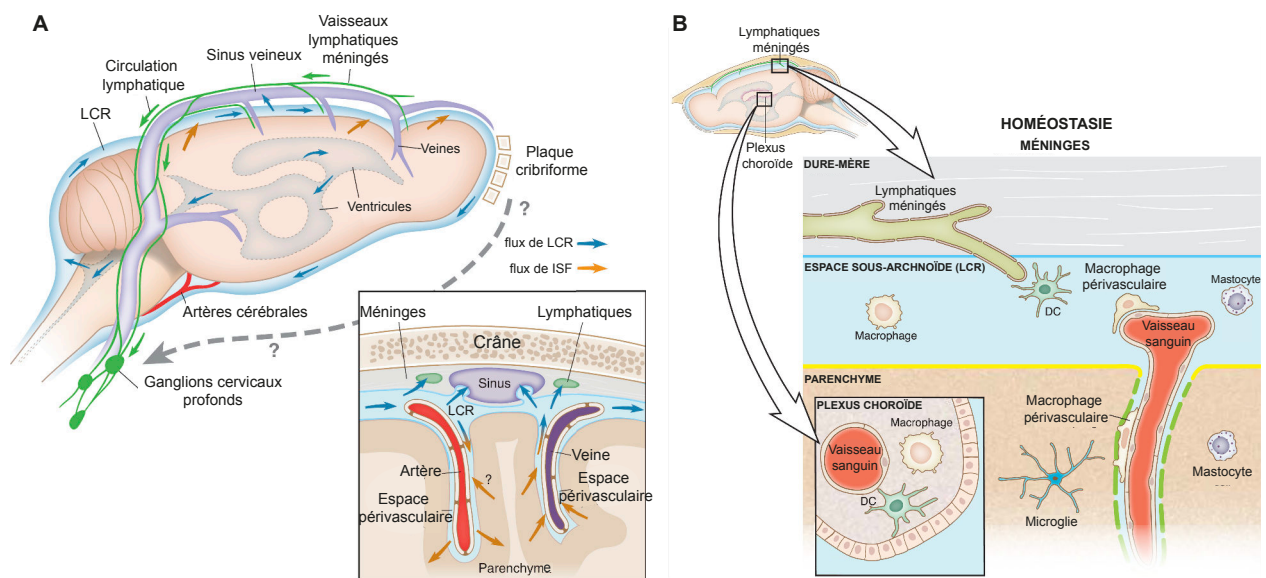 A
Vaisseaux
lymphatiques
méningés
Sinus veineux
Circulation
lymphatique
LCR
Veines
Plaque
cribriforme
Ventricules
?
flux de LCR
flux de ISF
Artères cérébrales
?
Ganglions cervicaux
profonds
Méninges
Lymphatiques
Crâne
Sinus
LCR
Artère
?
Veine
Espace
périvasculaire
Espace
périvasculaire
Parenchyme
B
Lymphatiques
méningés
Plexus
choroïde
HOMÉOSTASIE
MÉNINGES
DURE-MÈRE
Lymphatiques
méningés
ESPACE SOUS-ARCHNOÏDE (LCR)
Macrophage
périvasculaire
Mastocyte
DC
Macrophage
Vaisseau
sanguin
PARENCHYME
PLEXUS CHOROÏDE
Macrophage
Vaisseau
sanguin
DC
Macrophage
périvasculaire
Mastocyte
Microglie